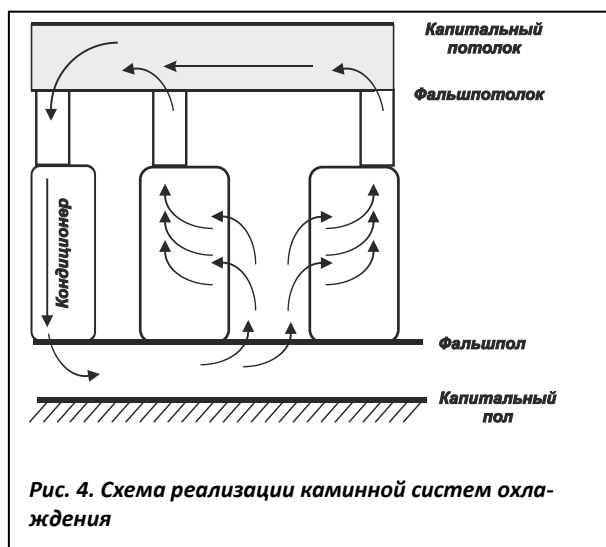 Капитальный
потолок
Фальшпотолок
Кондиционер
Фальшпол
Капитальный
пол
Рис. 4. Схема реализации каминной систем охла-
ждения